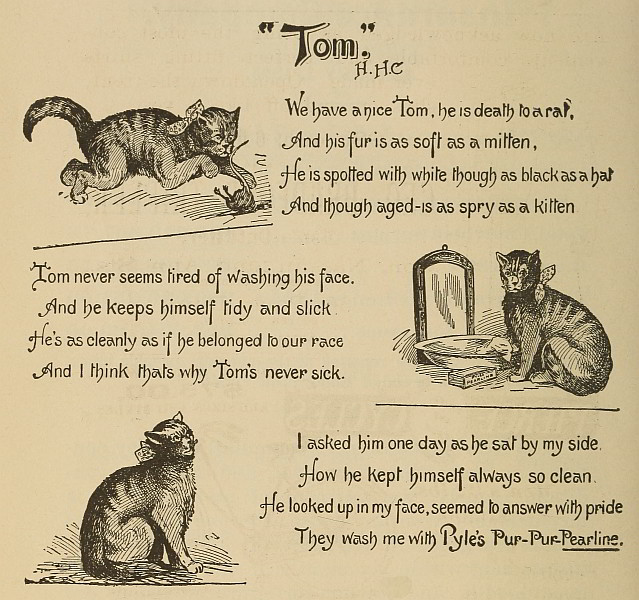 "Tom."
H.H.C
We have a nice Tom, he is death to a rat,
And his fur is as soft as a mitten,
He is spotted with white though as black as a hat
And though aged-is as spry as a kitten
Tom never seems tired of washing his face.
And he keeps himself tidy and slick
He's as cleanly as if he belonged to our race
And I think thats why Tom's never sick.
I asked him one day as he sat by my side.
How he kept himself always so clean.
He looked up in my face, seemed to answer with pride
They wash me with Pyle's Pur-Pur-Pearline.